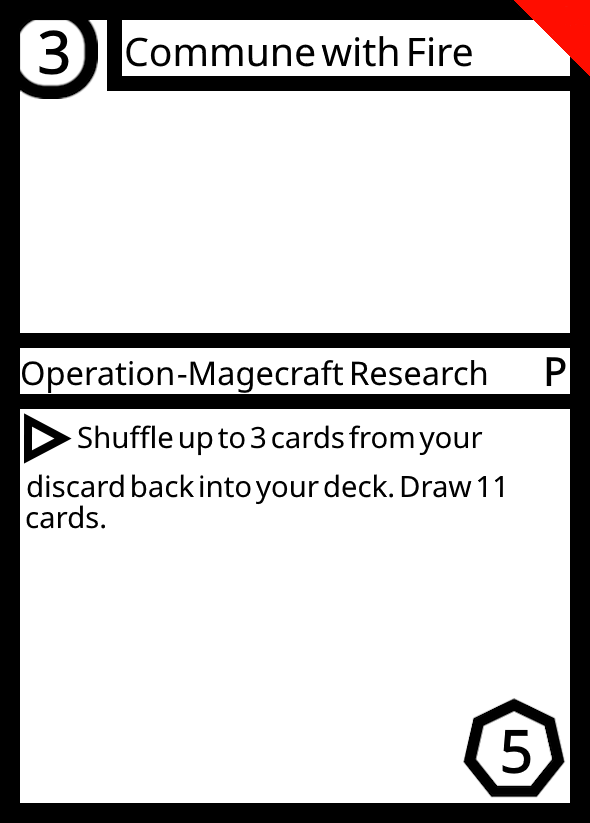 3
Commune with Fire
Operation-Magecraft Research
P
Shuffle up to 3 cards from your
discard back into your deck. Draw 11
cards.
5